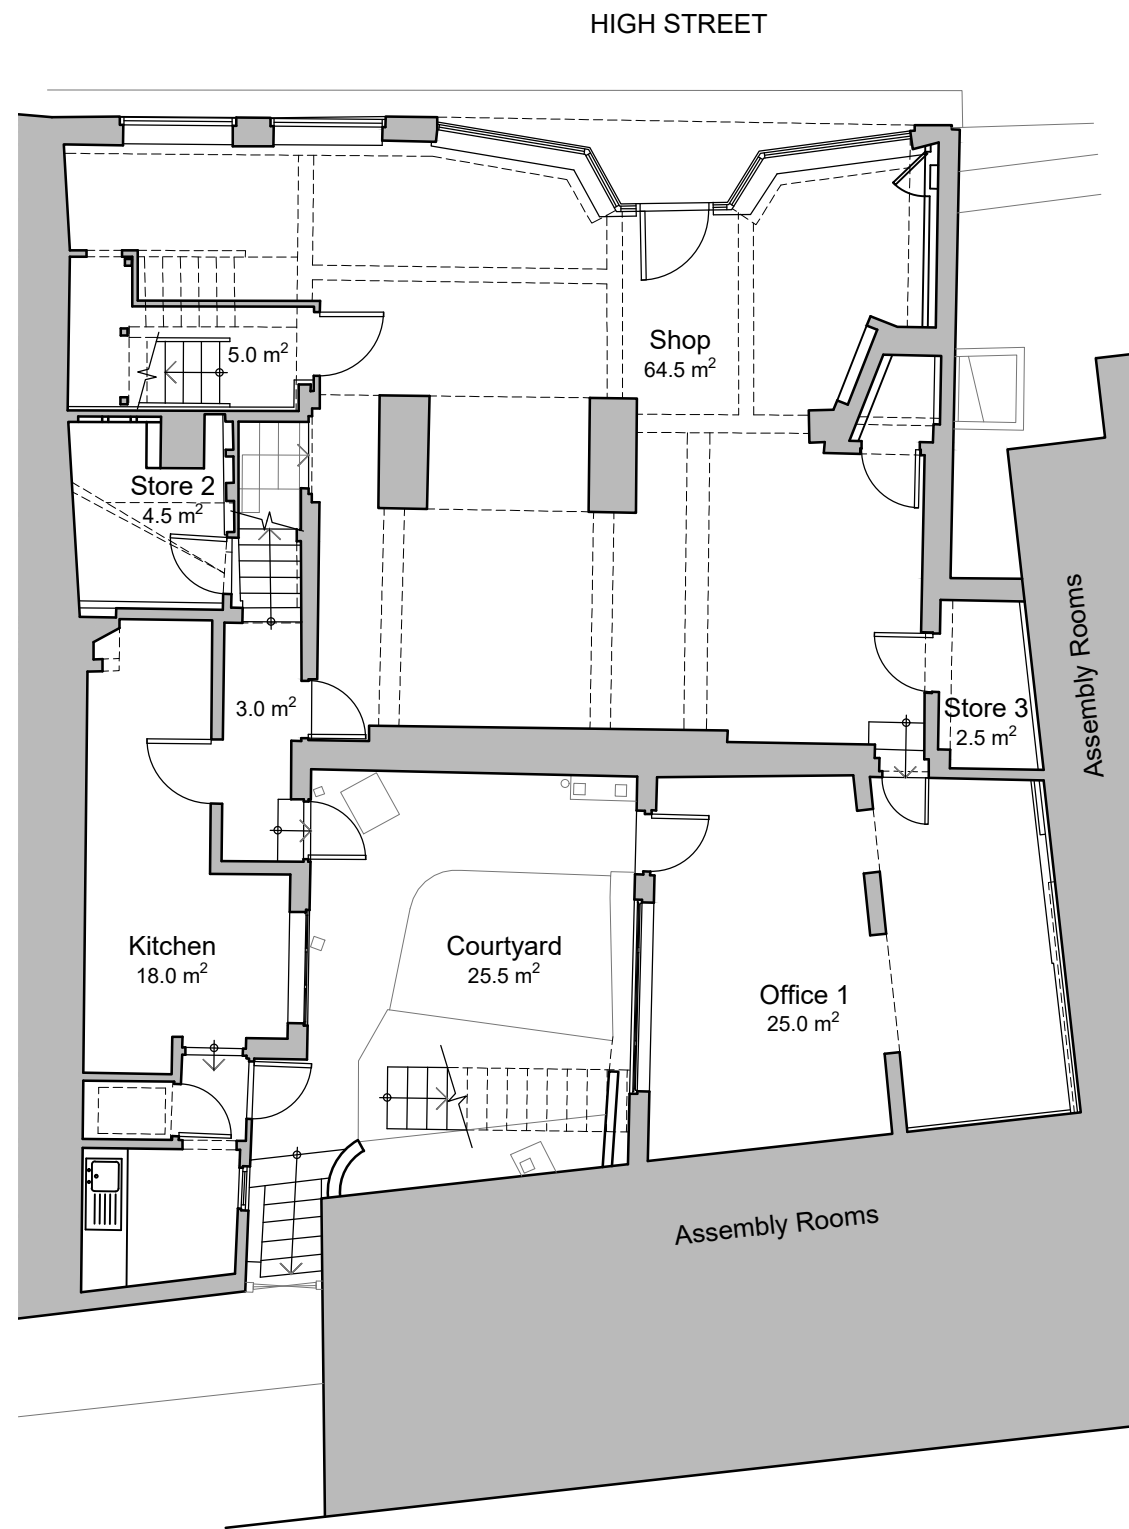 HIGH STREET
Shop
64.5 m²
5.0 m²
Store 2
4.5 m²
3.0 m²
Store 3
2.5 m²
Assembly Rooms
Kitchen
18.0 m²
Courtyard
25.5 m²
Office 1
25.0 m²
Assembly Rooms